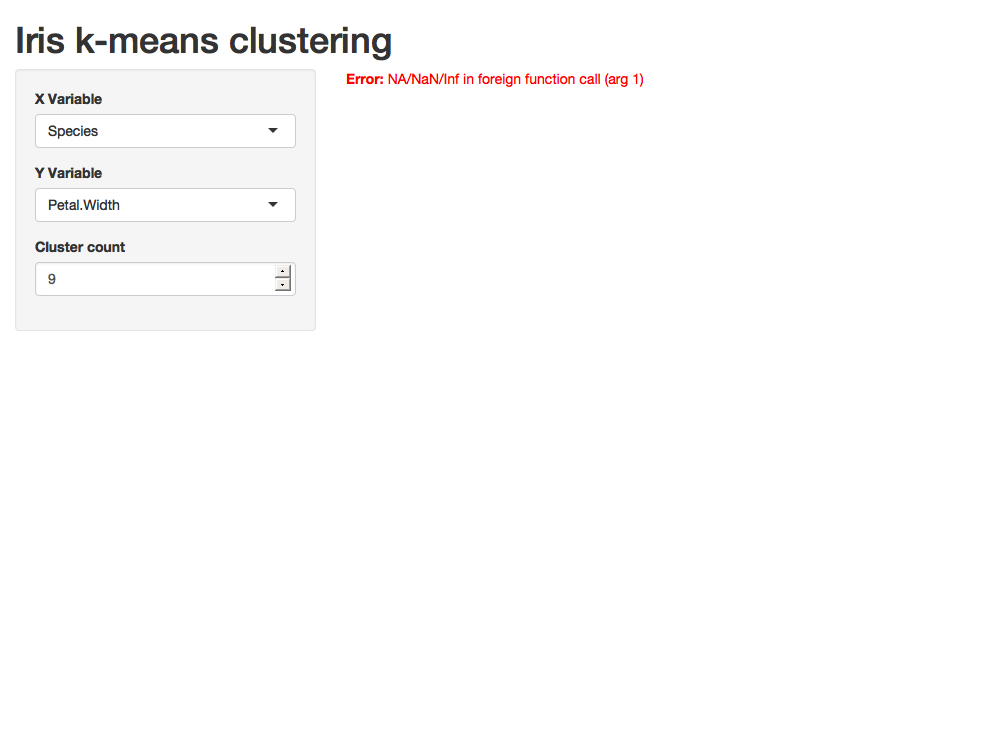 Iris k-means clustering
X Variable
Species
Y Variable
Petal.Width
Cluster count
9
Error: NA/NaN/Inf in foreign function call (arg 1)